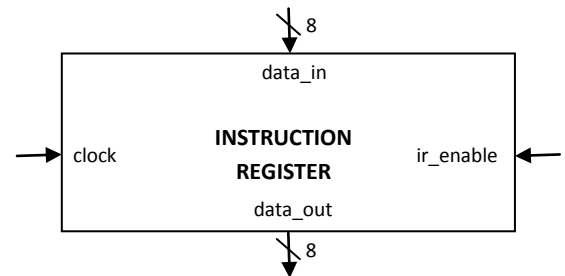 8
data_in
clock
INSTRUCTION
REGISTER
ir_enable
data_out
8